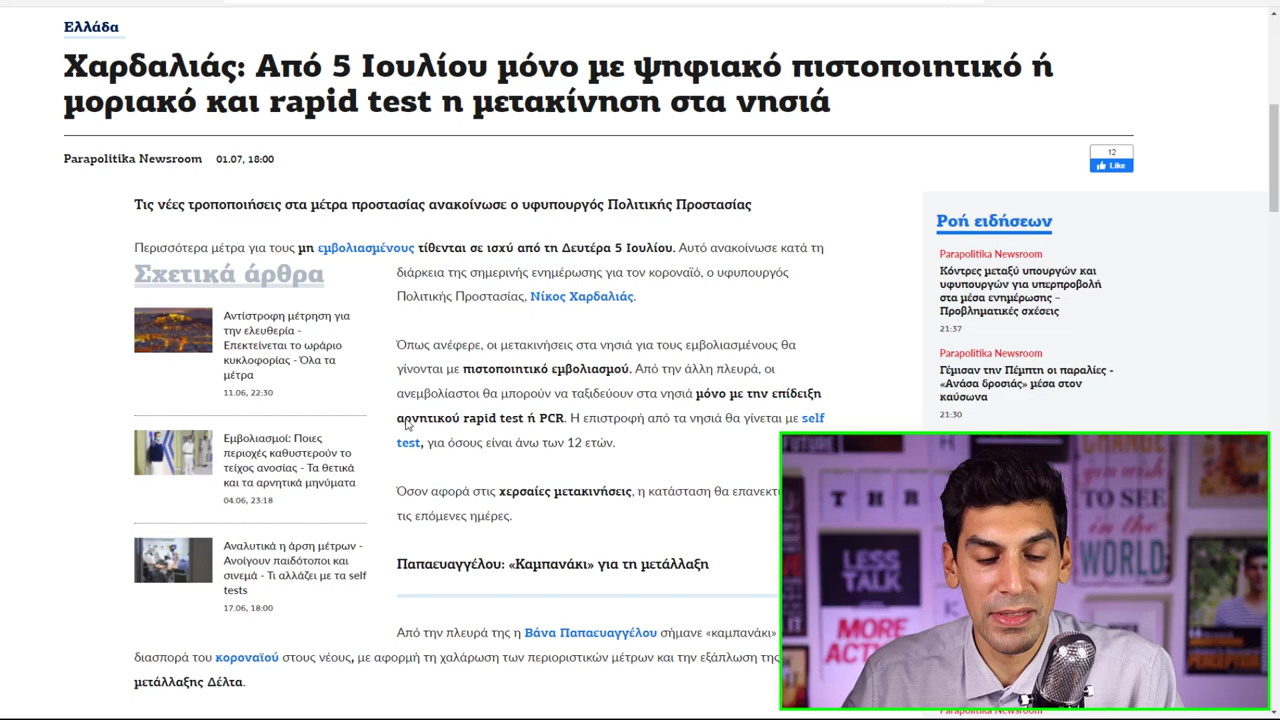 Ελλάδα
Χαρδαλιάς: Από 5 Ιουλίου μόνο με ψηφιακό πιστοποιητικό ή
μοριακό και rapid test η μετακίνηση στα νησιά
Parapolitika Newsroom 01.07, 18:00
12
Like
Τις νέες τροποποιήσεις στα μέτρα προστασίας ανακοίνωσε ο υφυπουργός Πολιτικής Προστασίας
Περισσότερα μέτρα για τους μη εμβολιασμένους τίθενται σε ισχύ από τη Δευτέρα 5 Ιουλίου. Αυτό ανακοίνωσε κατά τη
διάρκεια της σημερινής ενημέρωσης για τον κοροναϊό, ο υφυπουργός
Πολιτικής Προστασίας, Νίκος Χαρδαλιάς.
Όπως ανέφερε, οι μετακινήσεις στα νησιά για τους εμβολιασμένους θα
γίνονται με πιστοποιητικό εμβολιασμού. Από την άλλη πλευρά, οι
ανεμβολίαστοι θα μπορούν να ταξιδεύουν στα νησιά μόνο με την επίδειξη
αρνητικού rapid test ή PCR. Η επιστροφή από τα νησιά θα γίνεται με self
test, για όσους είναι άνω των 12 ετών.
Όσον αφορά στις χερσαίες μετακινήσεις, η κατάσταση θα επανεκτι
τις επόμενες ημέρες.
Παπαευαγγέλου: «Καμπανάκι» για τη μετάλλαξη
Από την πλευρά της η Βάνα Παπαευαγγέλου σήμανε «καμπανάκι»
διασπορά του κοροναϊού στους νέους, με αφορμή τη χαλάρωση των περιοριστικών μέτρων και την εξάπλωση της
μετάλλαξης Δέλτα.
Σχετικά άρθρα
Αντίστροφη μέτρηση για
την ελευθερία -
Επεκτείνεται το ωράριο
κυκλοφορίας - Όλα τα
μέτρα
11.06, 22:30
Εμβολιασμοί: Ποιες
περιοχές καθυστερούν το
τείχος ανοσίας - Τα θετικά
και τα αρνητικά μηνύματα
04.06, 23:18
Αναλυτικά η άρση μέτρων -
Ανοίγουν παιδότοποι και
σινεμά - Τι αλλάζει με τα self
tests
17.06, 18:00
Ροή ειδήσεων
Parapolitika Newsroom
Κόντρες μεταξύ υπουργών και
υφυπουργών για υπερπροβολή
στα μέσα ενημέρωσης –
Προβληματικές σχέσεις
21:37
Parapolitika Newsroom
Γέμισαν την Πέμπτη οι παραλίες -
«Ανάσα δροσιάς» μέσα στον
καύσωνα
21:30
FUTURE
THR
LESS
TALK
MORE
ACTI
CHANGE
YOU WISH
TO SEE
IN THE
WORLD
PERCEPTION